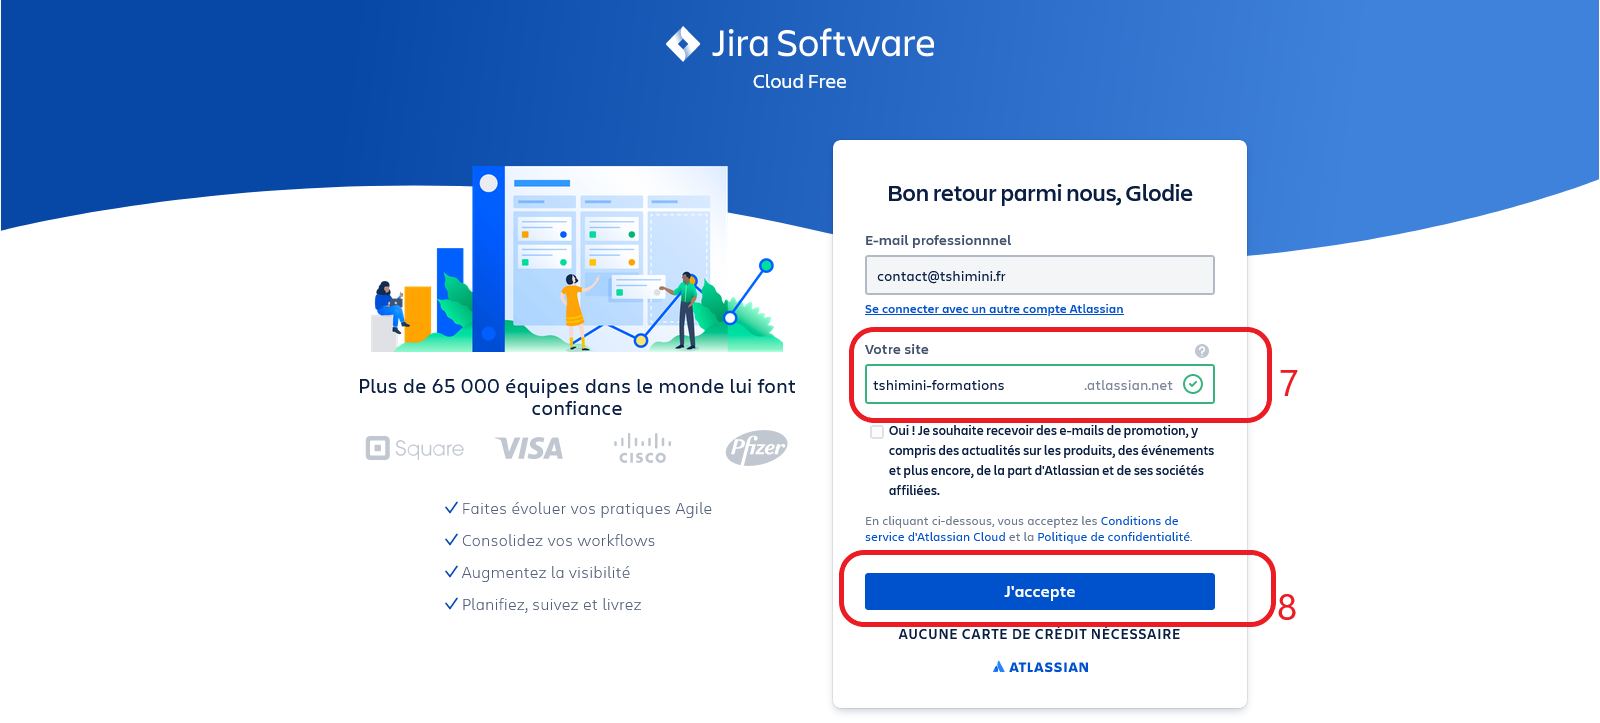 Jira Software
Cloud Free
Plus de 65 000 équipes dans le monde lui font
confiance
Square
VISA
CISCO
Pfizer
Faites évoluer vos pratiques Agile
Consolidez vos workflows
Augmentez la visibilité
Planifiez, suivez et livrez
Bon retour parmi nous, Glodie
E-mail professionnnel
contact@tshimini.fr
Se connecter avec un autre compte Atlassian
Votre site
?
tshimini-formations .atlassian.net
7
Oui ! Je souhaite recevoir des e-mails de promotion, y
compris des actualités sur les produits, des événements
et plus encore, de la part d'Atlassian et de ses sociétés
affiliées.
En cliquant ci-dessous, vous acceptez les Conditions de
service d'Atlassian Cloud et la Politique de confidentialité.
J'accepte
8
AUCUNE CARTE DE CRÉDIT NÉCESSAIRE
ATLASSIAN